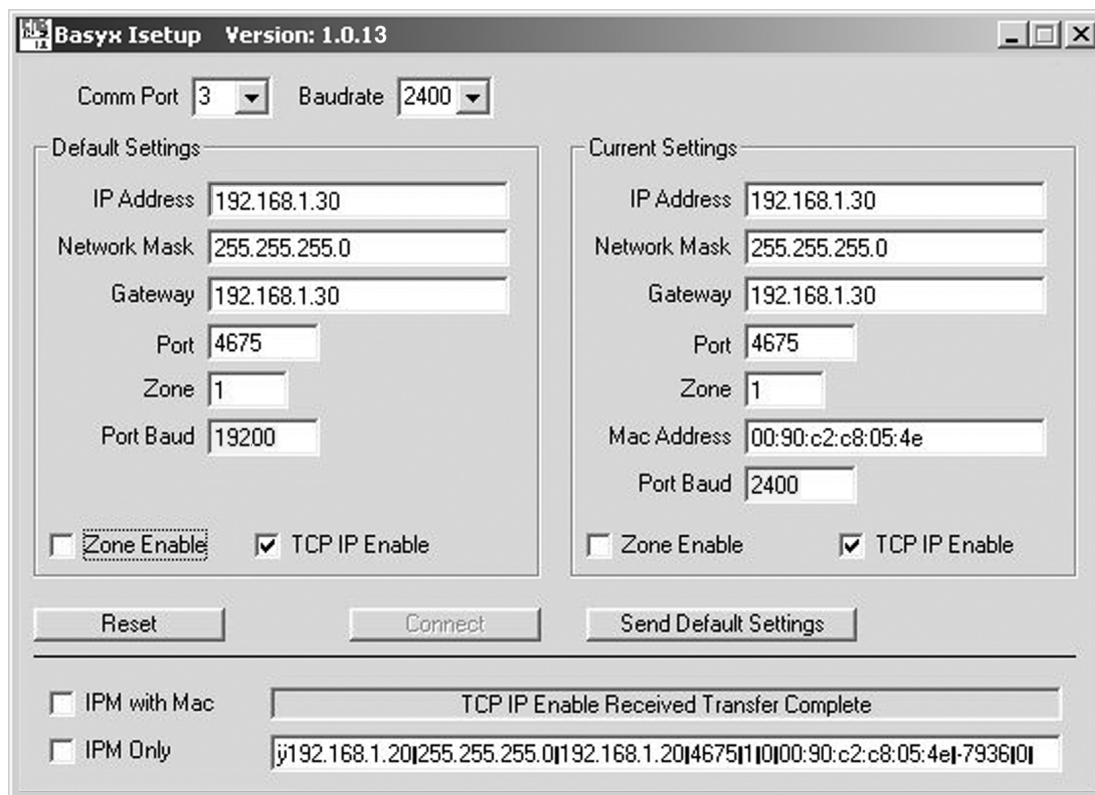 Basyx Isetup Version: 1.0.13
Comm Port 3 Baudrate 2400
Default Settings
IP Address 192.168.1.30
Network Mask 255.255.255.0
Gateway 192.168.1.30
Port 4675
Zone 1
Port Baud 19200
Zone Enable TCP IP Enable
Current Settings
IP Address 192.168.1.30
Network Mask 255.255.255.0
Gateway 192.168.1.30
Port 4675
Zone 1
Mac Address 00:90:c2:c8:05:4e
Port Baud 2400
Zone Enable TCP IP Enable
Reset Connect Send Default Settings
IPM with Mac TCP IP Enable Received Transfer Complete
IPM Only ÿ192.168.1.20|255.255.255.0|192.168.1.20|4675|1|0|00:90:c2:c8:05:4e|-7936|0|